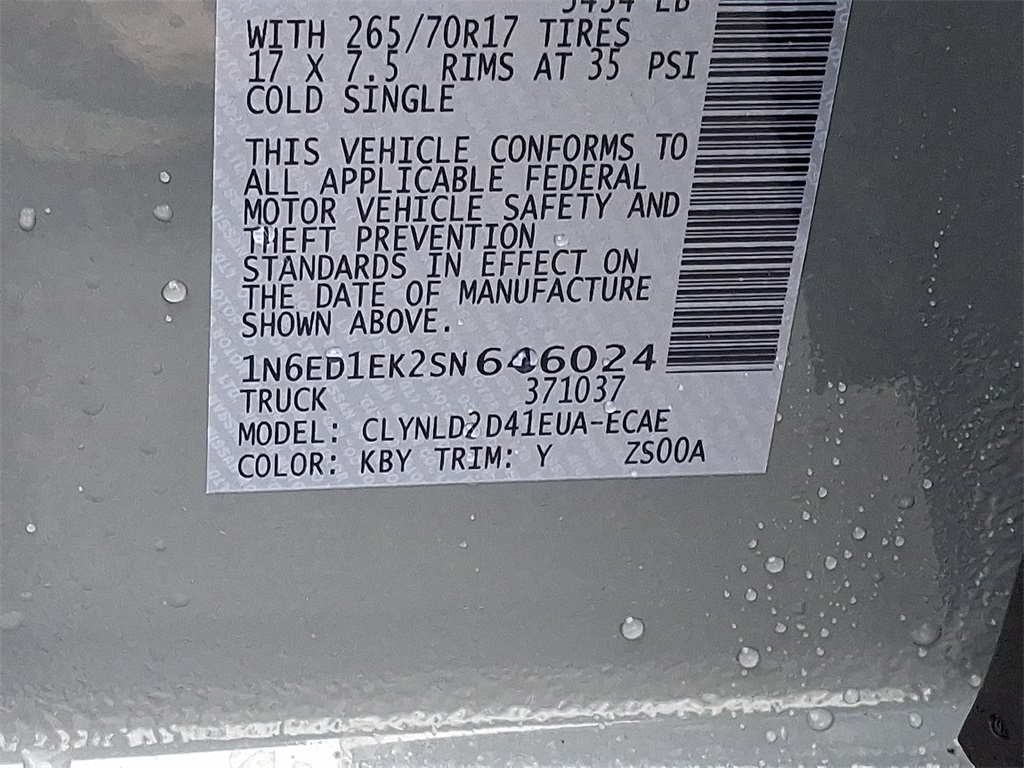 WITH 265/70R17 TIRES
17 X 7.5 RIMS AT 35 PSI
COLD SINGLE
THIS VEHICLE CONFORMS TO
ALL APPLICABLE FEDERAL
MOTOR VEHICLE SAFETY AND
THEFT PREVENTION
STANDARDS IN EFFECT ON
THE DATE OF MANUFACTURE
SHOWN ABOVE.
1N6ED1EK2SN646024
TRUCK 371037
MODEL: CLYNLD2D41EUA-ECAE
COLOR: KBY TRIM: Y ZS00A